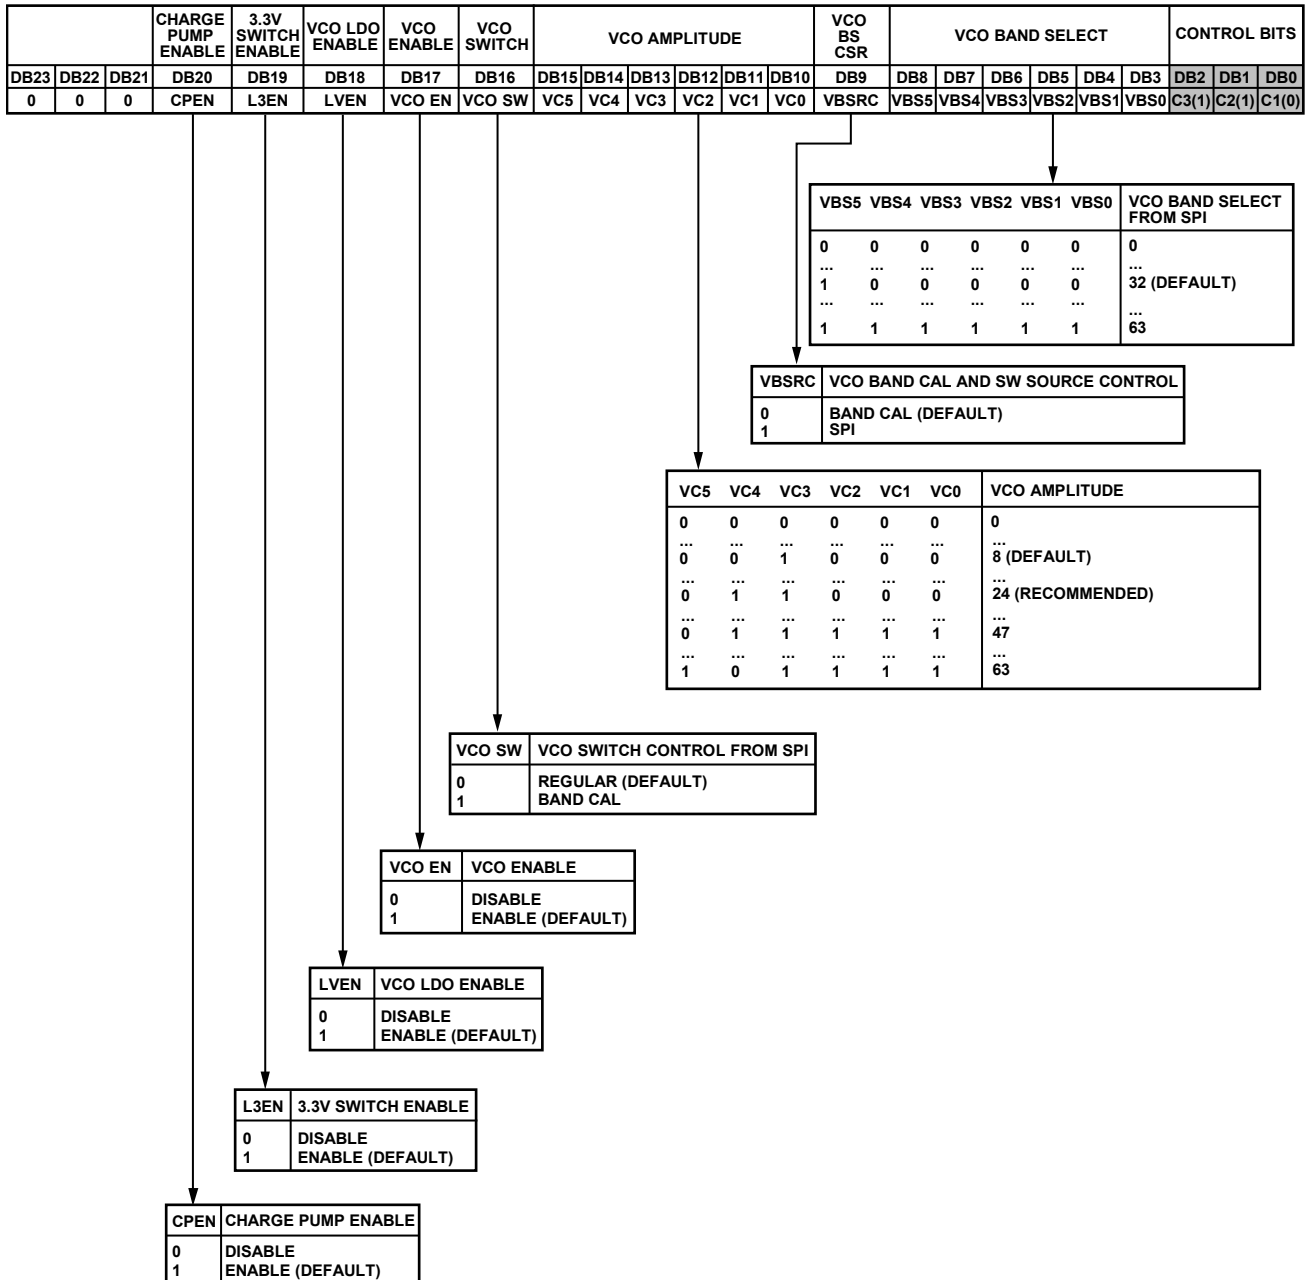 CHARGE PUMP ENABLE 3.3V SWITCH ENABLE VCO LDO ENABLE VCO ENABLE VCO SWITCH VCO AMPLITUDE VCO BS CSR VCO BAND SELECT CONTROL BITS
DB23 DB22 DB21 DB20 DB19 DB18 DB17 DB16 DB15 DB14 DB13 DB12 DB11 DB10 DB9 DB8 DB7 DB6 DB5 DB4 DB3 DB2 DB1 DB0
0 0 0 CPEN L3EN LVEN VCO EN VCO SW VC5 VC4 VC3 VC2 VC1 VC0 VBSRC VBS5 VBS4 VBS3 VBS2 VBS1 VBS0 C3(1) C2(1) C1(0)
VBS5 VBS4 VBS3 VBS2 VBS1 VBS0 VCO BAND SELECT FROM SPI
0 0 0 0 0 0 0
... ... ... ... ... ... ...
1 0 0 0 0 0 32 (DEFAULT)
... ... ... ... ... ... ...
1 1 1 1 1 1 63
VBSRC VCO BAND CAL AND SW SOURCE CONTROL
0 BAND CAL (DEFAULT)
1 SPI
VC5 VC4 VC3 VC2 VC1 VC0 VCO AMPLITUDE
0 0 0 0 0 0 0
... ... ... ... ... ... ...
0 0 1 0 0 0 8 (DEFAULT)
... ... ... ... ... ... ...
0 1 1 0 0 0 24 (RECOMMENDED)
... ... ... ... ... ... ...
0 1 1 1 1 1 47
... ... ... ... ... ... ...
1 0 1 1 1 1 63
VCO SW VCO SWITCH CONTROL FROM SPI
0 REGULAR (DEFAULT)
1 BAND CAL
VCO EN VCO ENABLE
0 DISABLE
1 ENABLE (DEFAULT)
LVEN VCO LDO ENABLE
0 DISABLE
1 ENABLE (DEFAULT)
L3EN 3.3V SWITCH ENABLE
0 DISABLE
1 ENABLE (DEFAULT)
CPEN CHARGE PUMP ENABLE
0 DISABLE
1 ENABLE (DEFAULT)